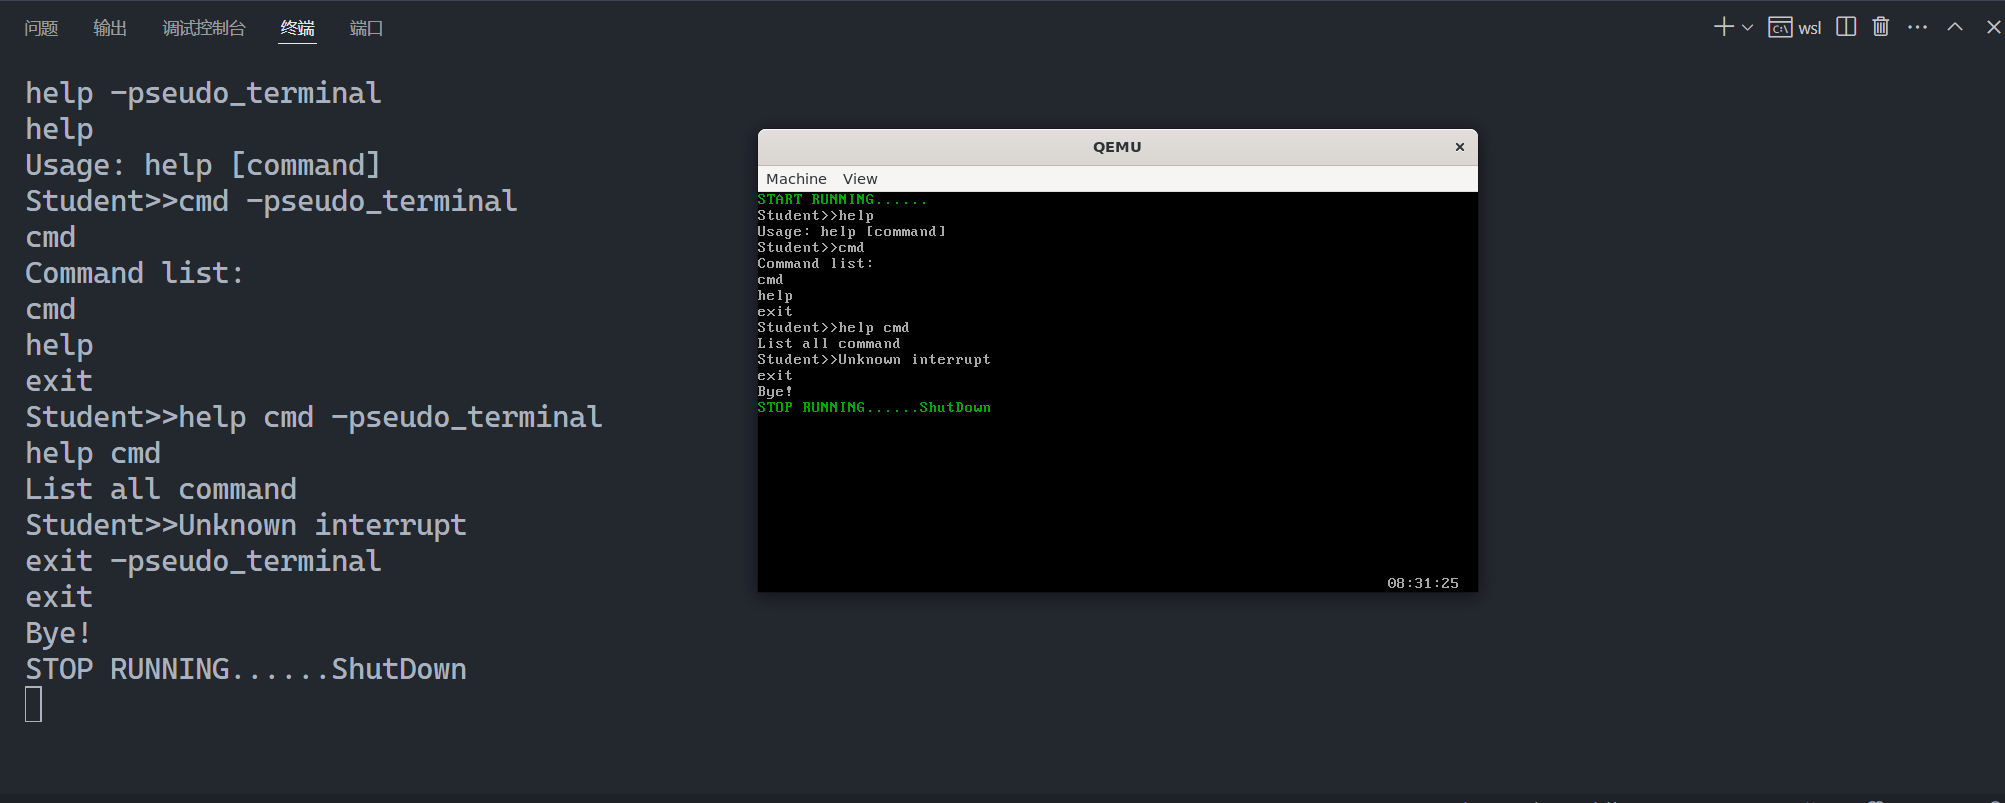 问题 输出 调试控制台 终端 端口 wsl
help -pseudo_terminal
help
Usage: help [command]
Student>>cmd -pseudo_terminal
cmd
Command list:
cmd
help
exit
Student>>help cmd -pseudo_terminal
help cmd
List all command
Student>>Unknown interrupt
exit -pseudo_terminal
exit
Bye!
STOP RUNNING......ShutDown
QEMU
Machine View
START RUNNING......
Student>>help
Usage: help [command]
Student>>cmd
Command list:
cmd
help
exit
Student>>help cmd
List all command
Student>>Unknown interrupt
exit
Bye!
STOP RUNNING......ShutDown
08:31:25